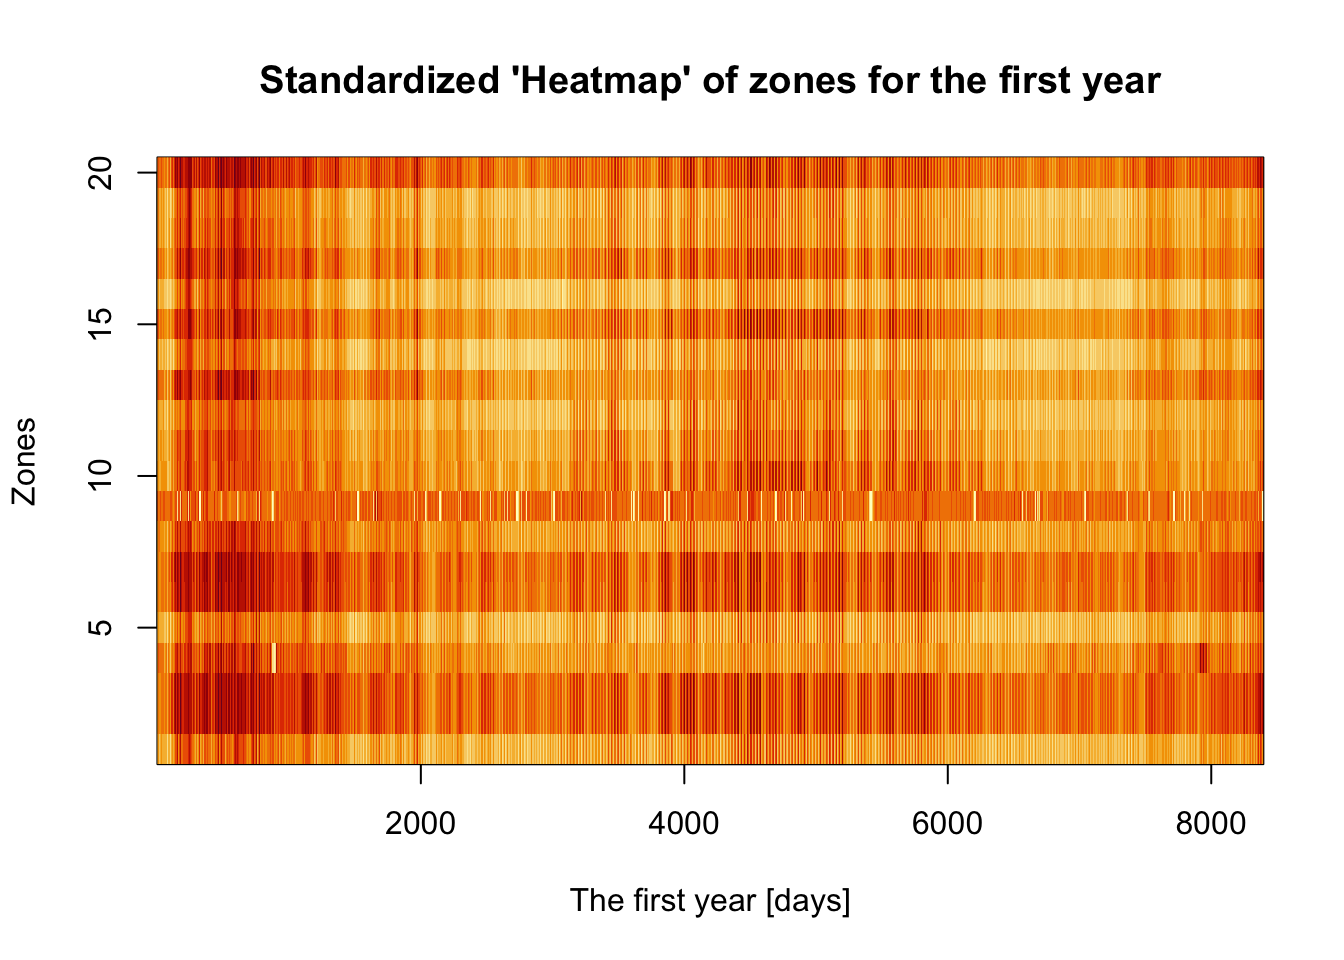 Standardized 'Heatmap' of zones for the first year
20
15
10
5
Zones
2000 4000 6000 8000
The first year [days]